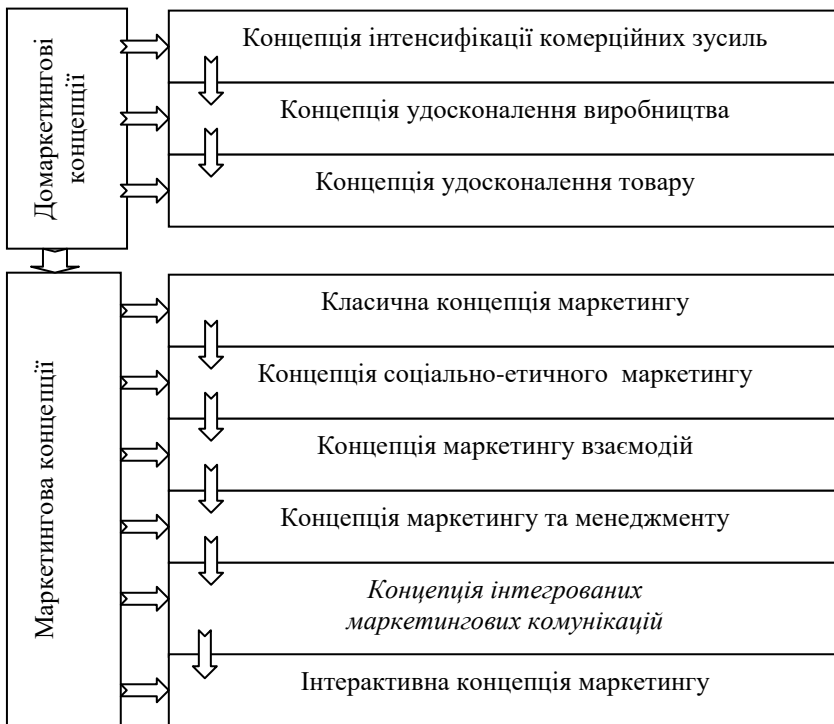 Домаркетингові
концепції
Концепція інтенсифікації комерційних зусиль
Концепція удосконалення виробництва
Концепція удосконалення товару
Маркетингова концепції
Класична концепція маркетингу
Концепція соціально-етичного маркетингу
Концепція маркетингу взаємодій
Концепція маркетингу та менеджменту
Концепція інтегрованих
маркетингових комунікацій
Інтерактивна концепція маркетингу